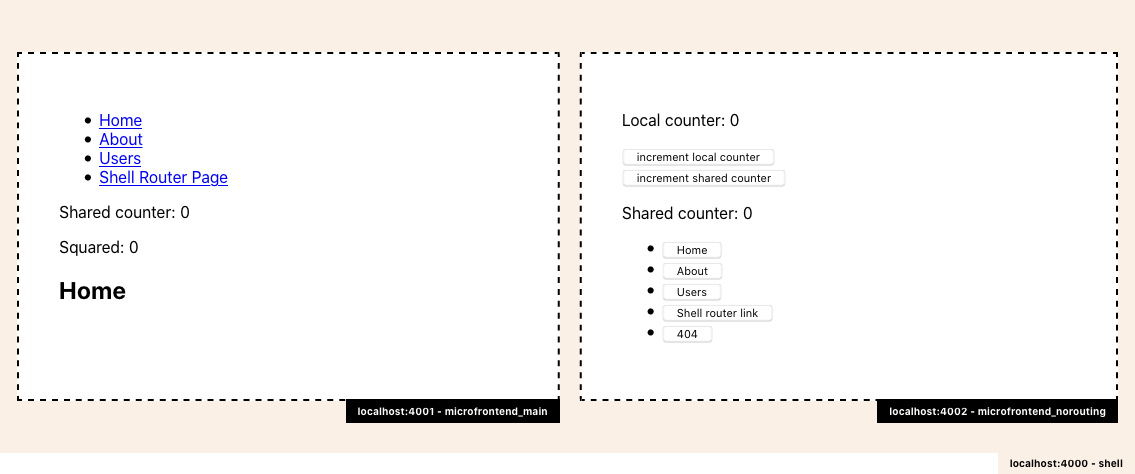 Home
About
Users
Shell Router Page
Shared counter: 0
Squared: 0
Home
localhost:4001 - microfrontend_main
Local counter: 0
increment local counter
increment shared counter
Shared counter: 0
Home
About
Users
Shell router link
404
localhost:4002 - microfrontend_norouting
localhost:4000 - shell